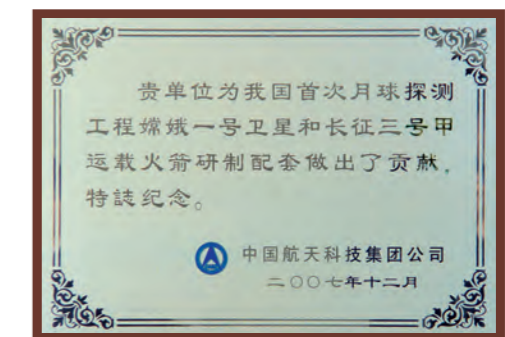 贵单位为我国首次月球探测
工程嫦娥一号卫星和长征三号甲
运载火箭研制配套做出了贡献，
特誌纪念。
中国航天科技集团公司
二〇〇七年十二月